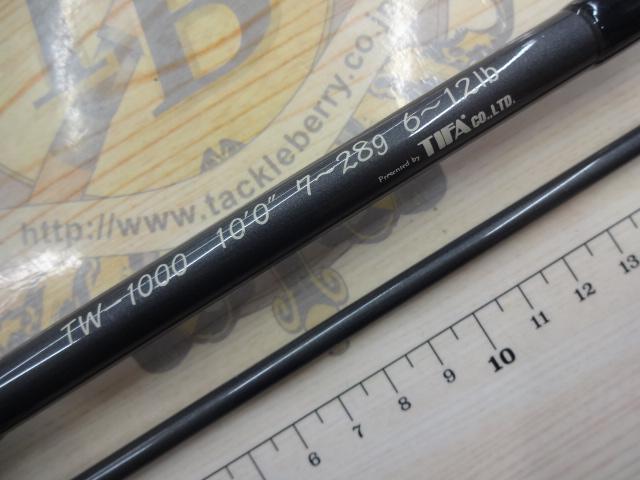 TB
http://www.tackleberry.co.jp
TW-1000 10'0" 7~28g 6~12lb
Presented by TIFA CO.,LTD.
6 7 8 9 10 11 12 13